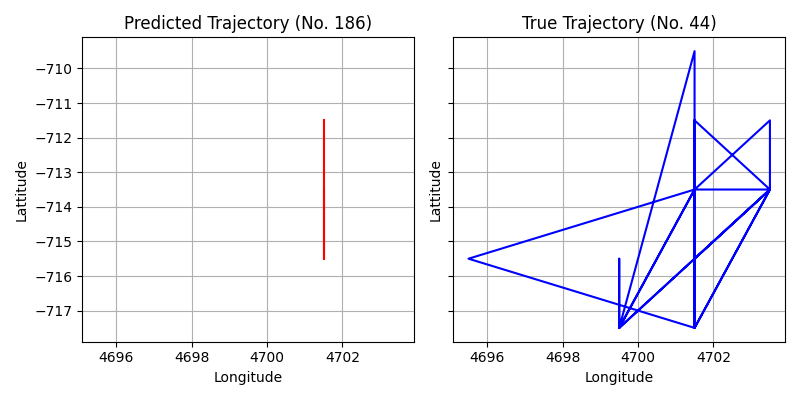 Predicted Trajectory (No. 186)
True Trajectory (No. 44)
−710
−711
−712
−713
−714
−715
−716
−717
Lattitude
Lattitude
4696
4698
4700
4702
4696
4698
4700
4702
Longitude
Longitude